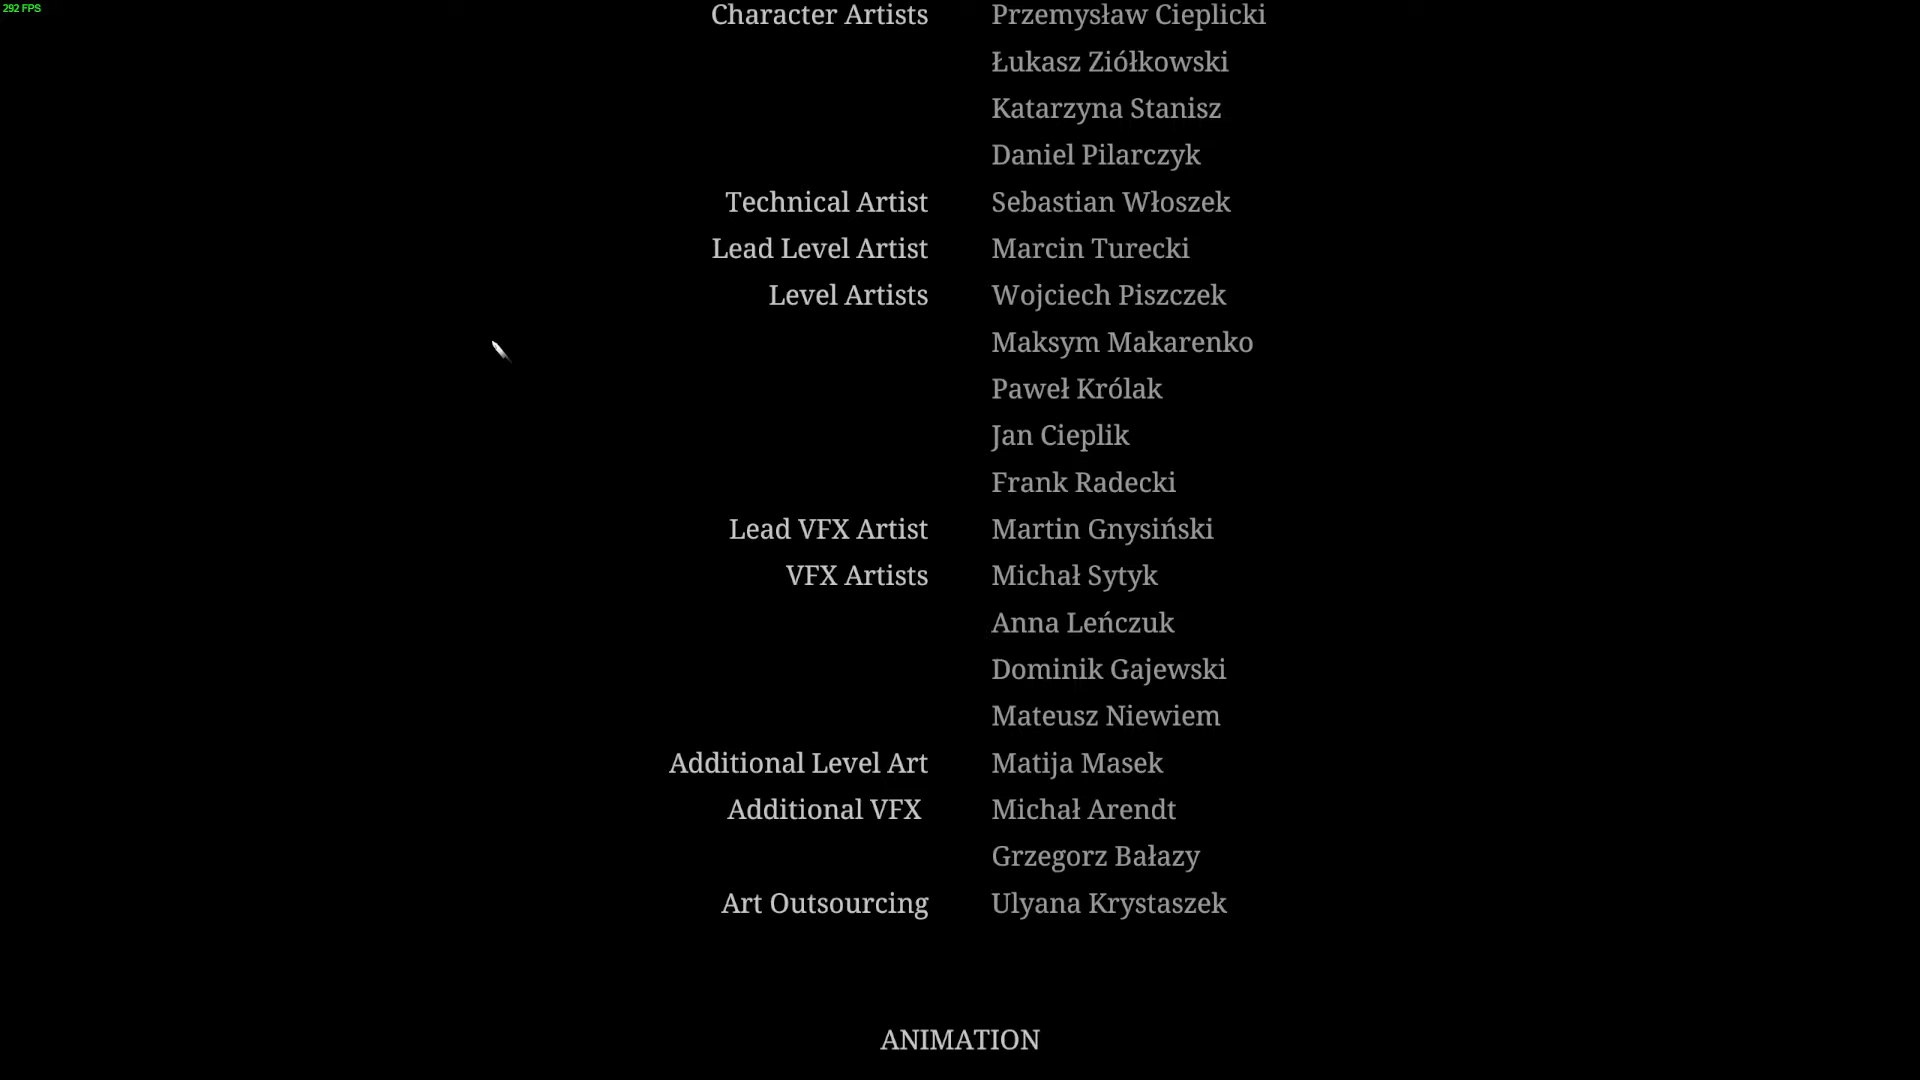 292 FPS
Character Artists Przemysław Cieplicki
Łukasz Ziółkowski
Katarzyna Stanisz
Daniel Pilarczyk
Technical Artist Sebastian Włoszek
Lead Level Artist Marcin Turecki
Level Artists Wojciech Piszczek
Maksym Makarenko
Paweł Królak
Jan Cieplik
Frank Radecki
Lead VFX Artist Martin Gnysiński
VFX Artists Michał Sytyk
Anna Leńczuk
Dominik Gajewski
Mateusz Niewiem
Additional Level Art Matija Masek
Additional VFX Michał Arendt
Grzegorz Bałazy
Art Outsourcing Ulyana Krystaszek
ANIMATION